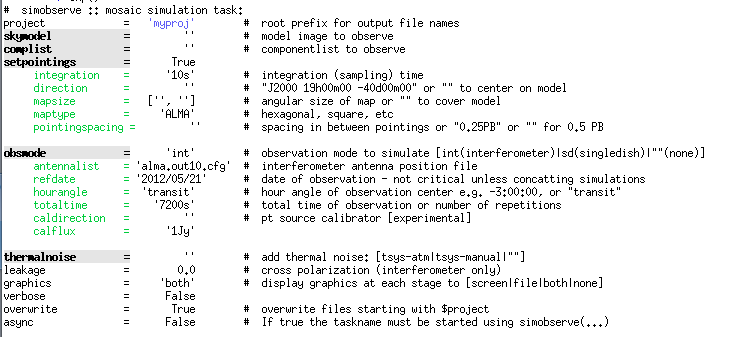 #  simobserve :: mosaic simulation task:
project             =   'myproj'        #  root prefix for output file names
skymodel            =         ''        #  model image to observe
complist            =         ''        #  componentlist to observe
setpointings        =       True
     integration    =      '10s'        #  integration (sampling) time
     direction      =         ''        #  "J2000 19h00m00 -40d00m00" or "" to center on model
     mapsize        =   ['', '']        #  angular size of map or "" to cover model
     maptype        =     'ALMA'        #  hexagonal, square, etc
     pointingspacing =         ''       #  spacing in between pointings or "0.25PB" or "" for 0.5 PB
obsmode             =      'int'        #  observation mode to simulate [int(interferometer)|sd(singledish)|""(none)]
     antennalist    = 'alma.out10.cfg'  #  interferometer antenna position file
     refdate        = '2012/05/21'      #  date of observation - not critical unless concatting simulations
     hourangle      =  'transit'        #  hour angle of observation center e.g. -3:00:00, or "transit"
     totaltime      =    '7200s'        #  total time of observation or number of repetitions
     caldirection   =         ''        #  pt source calibrator [experimental]
     calflux        =      '1Jy'
thermalnoise        =         ''        #  add thermal noise: [tsys-atm|tsys-manual|""]
leakage             =        0.0        #  cross polarization (interferometer only)
graphics            =     'both'        #  display graphics at each stage to [screen|file|both|none]
verbose             =      False
overwrite           =       True        #  overwrite files starting with $project
async               =      False        #  If true the taskname must be started using simobserve(...)